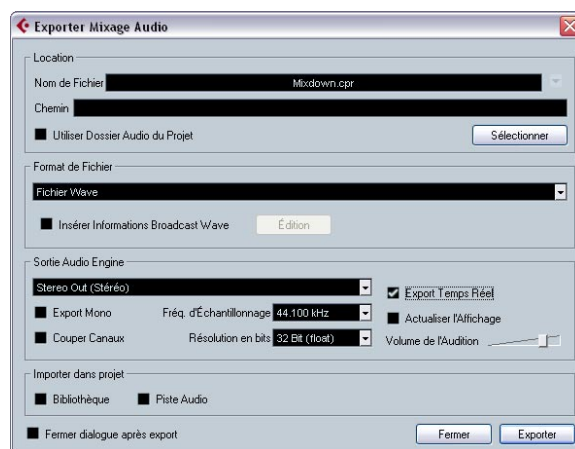 Exporter Mixage Audio
Location
Nom de Fichier Mixdown.cpr
Chemin
Utiliser Dossier Audio du Projet Sélectionner
Format de Fichier
Fichier Wave
Insérer Informations Broadcast Wave Édition
Sortie Audio Engine
Stereo Out (Stéréo) Export Temps Réel
Export Mono Fréq. d'Échantillonnage 44.100 kHz Actualiser l'Affichage
Couper Canaux Résolution en bits 32 Bit (float) Volume de l'Audition
Importer dans projet
Bibliothèque Piste Audio
Fermer dialogue après export Fermer Exporter